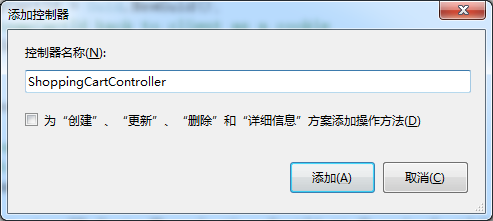 添加控制器
控制器名称(N):
ShoppingCartController
为“创建”、“更新”、“删除”和“详细信息”方案添加操作方法(D)
添加(A)
取消(C)